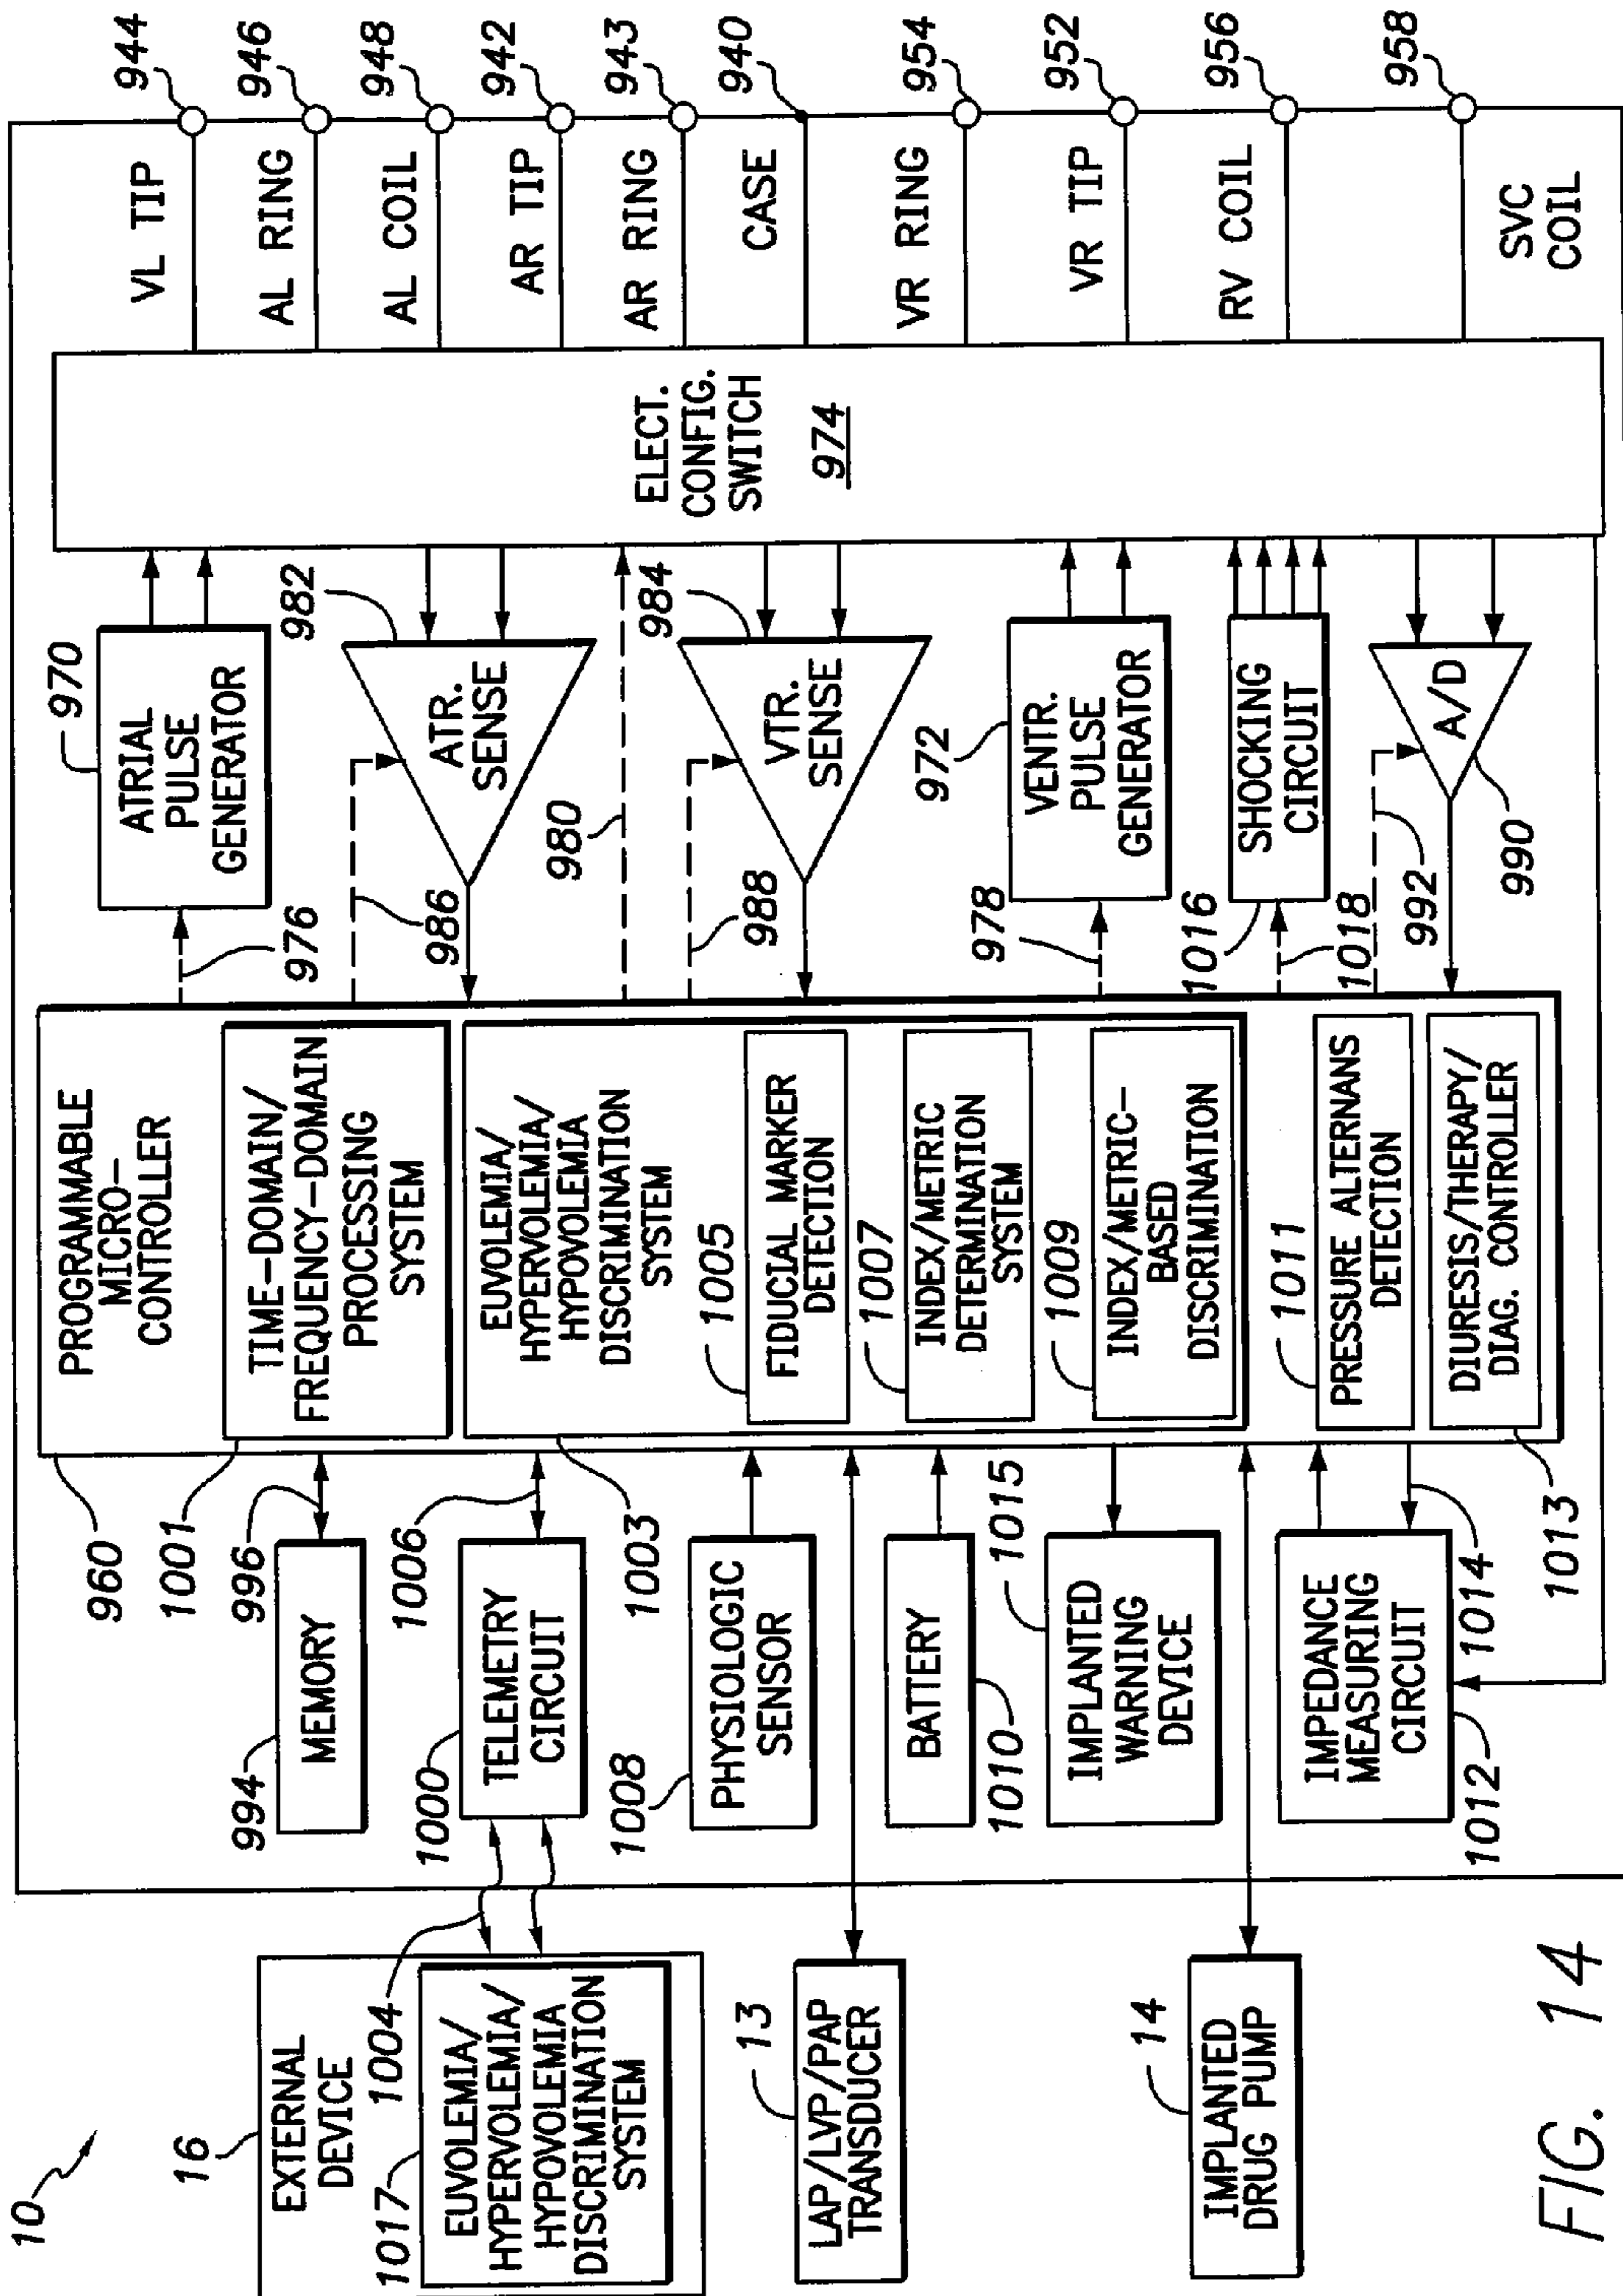 10
16
EXTERNAL
DEVICE
1017
EUVOLEMIA/
HYPERVOLEMIA/
HYPOVOLEMIA
DISCRIMINATION
SYSTEM
1004
13
LAP/LVP/PAP
TRANSDUCER
14
IMPLANTED
DRUG PUMP
960
1001
996
994
MEMORY
1006
1000
TELEMETRY
CIRCUIT
1003
1008
PHYSIOLOGIC
SENSOR
BATTERY
1010
1015
IMPLANTED
WARNING
DEVICE
IMPEDANCE
MEASURING
CIRCUIT
1012
1014
1013
PROGRAMMABLE
MICRO-
CONTROLLER
TIME-DOMAIN/
FREQUENCY-DOMAIN
PROCESSING
SYSTEM
EUVOLEMIA/
HYPERVOLEMIA/
HYPOVOLEMIA
DISCRIMINATION
SYSTEM
1005
FIDUCIAL MARKER
DETECTION
1007
INDEX/METRIC
DETERMINATION
SYSTEM
1009
INDEX/METRIC-
BASED
DISCRIMINATION
1011
PRESSURE ALTERNANS
DETECTION
DIURESIS/THERAPY/
DIAG. CONTROLLER
970
ATRIAL
PULSE
GENERATOR
976
982
ATR.
SENSE
986
980
984
VTR.
SENSE
988
972
VENTR.
PULSE
GENERATOR
978
SHOCKING
CIRCUIT
1016
1018
992
A/D
990
ELECT.
CONFIG.
SWITCH
974
VL TIP
944
AL RING
946
AL COIL
948
AR TIP
942
AR RING
943
CASE
940
VR RING
954
VR TIP
952
RV COIL
956
SVC
COIL
958
FIG. 14